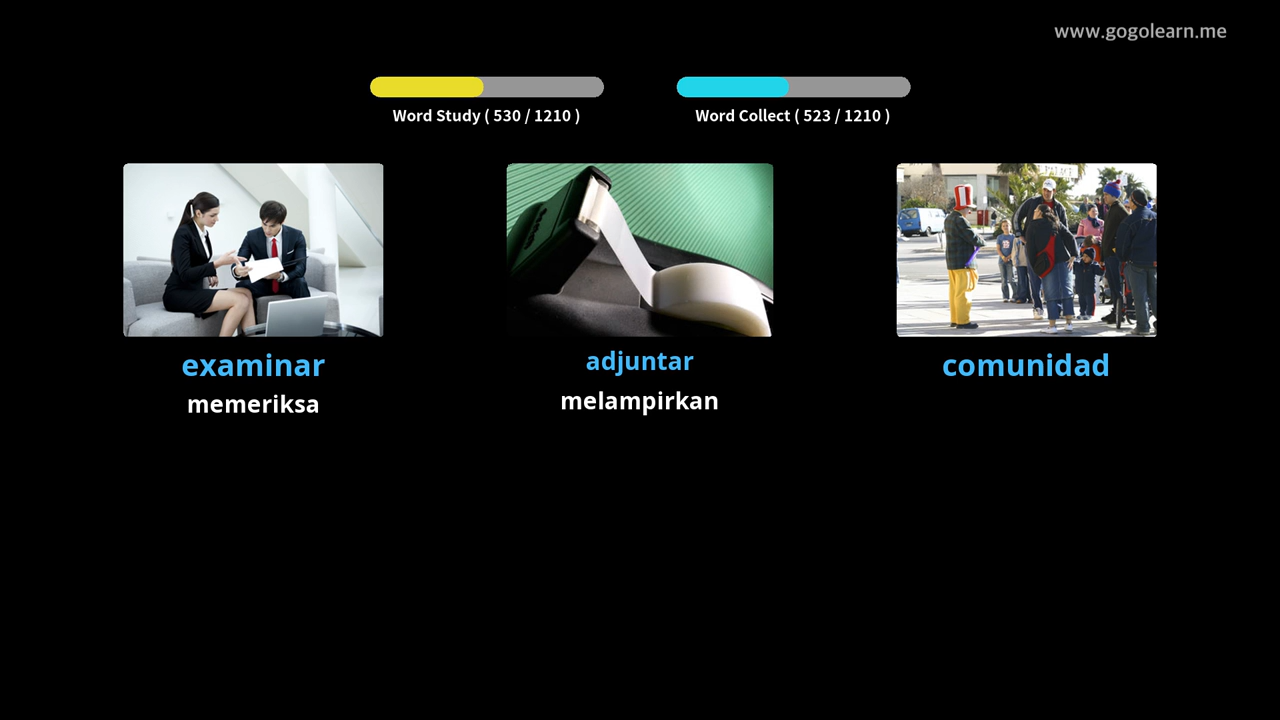 www.gogolearn.me
Word Study ( 530 / 1210 )
Word Collect ( 523 / 1210 )
examinar
memeriksa
adjuntar
melampirkan
comunidad